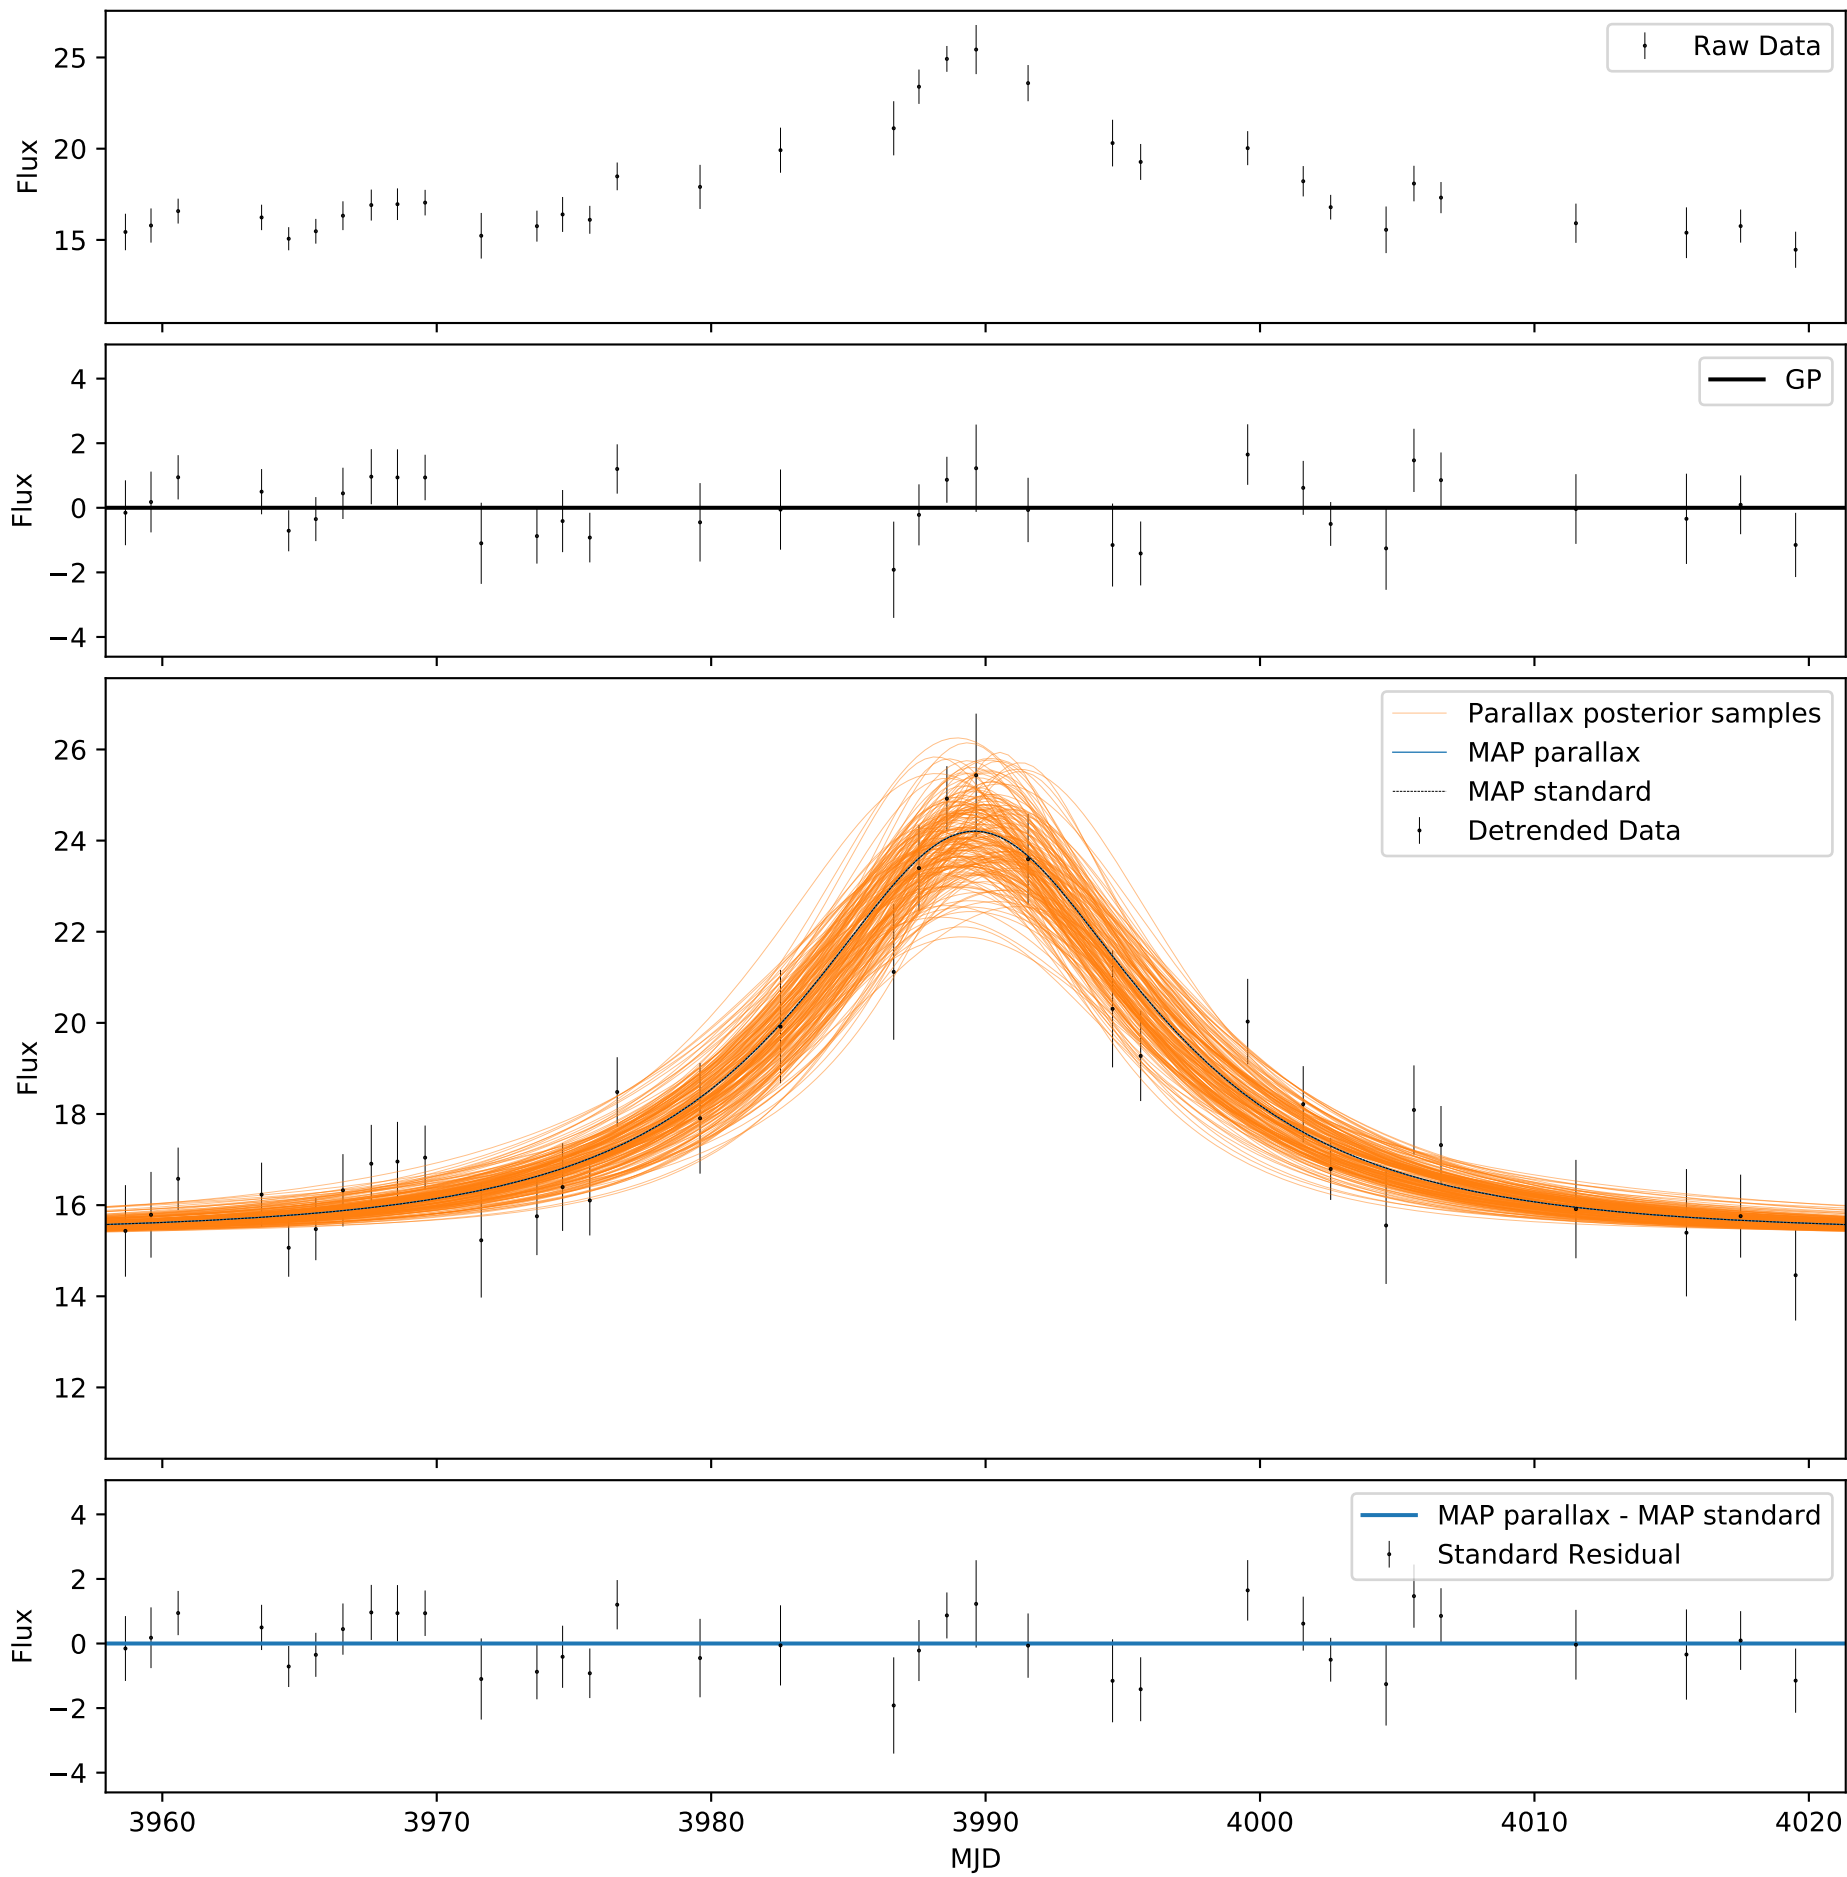 Raw Data
25
20
15
Flux
GP
4
2
0
−2
−4
Flux
Parallax posterior samples
MAP parallax
MAP standard
Detrended Data
26
24
22
20
18
16
14
12
Flux
MAP parallax - MAP standard
Standard Residual
4
2
0
−2
−4
Flux
3960 3970 3980 3990 4000 4010 4020
MJD